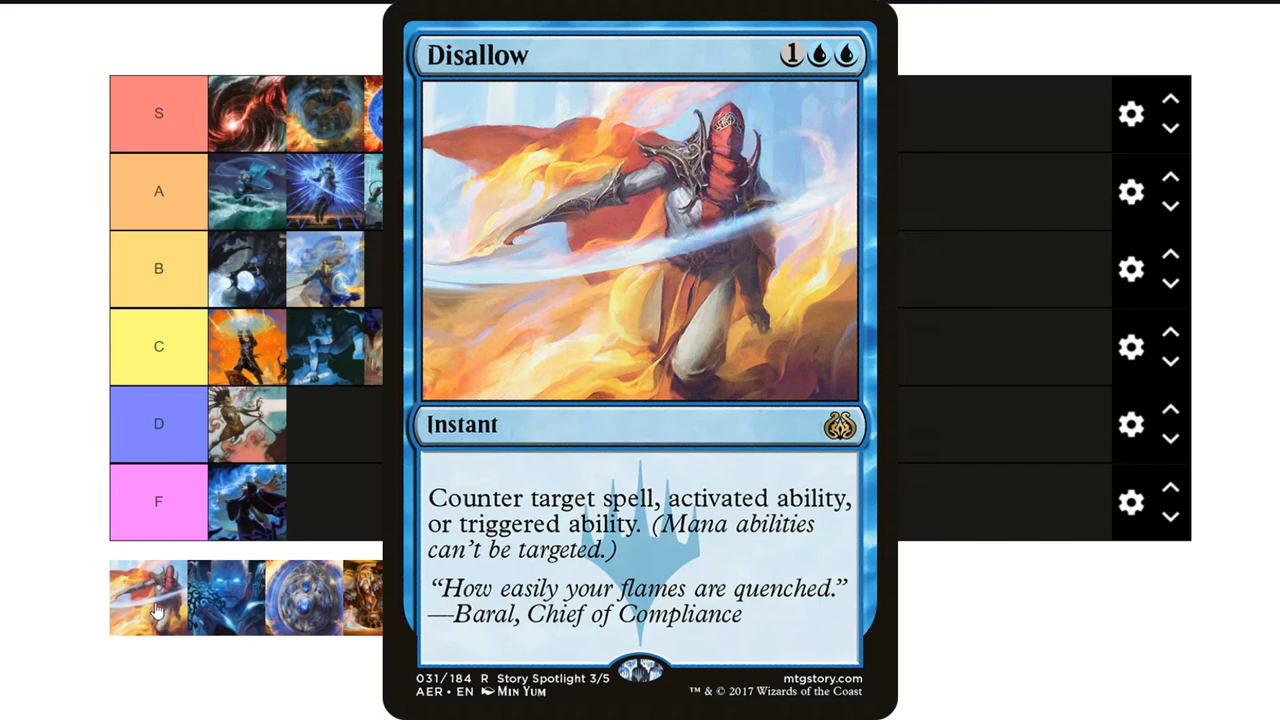 Disallow 1
S
A
B
C
D
F
Instant
Counter target spell, activated ability,
or triggered ability. (Mana abilities
can't be targeted.)
“How easily your flames are quenched.”
—Baral, Chief of Compliance
031/184 R Story Spotlight 3/5
AER • EN Min Yum
mtgstory.com
™ & © 2017 Wizards of the Coast